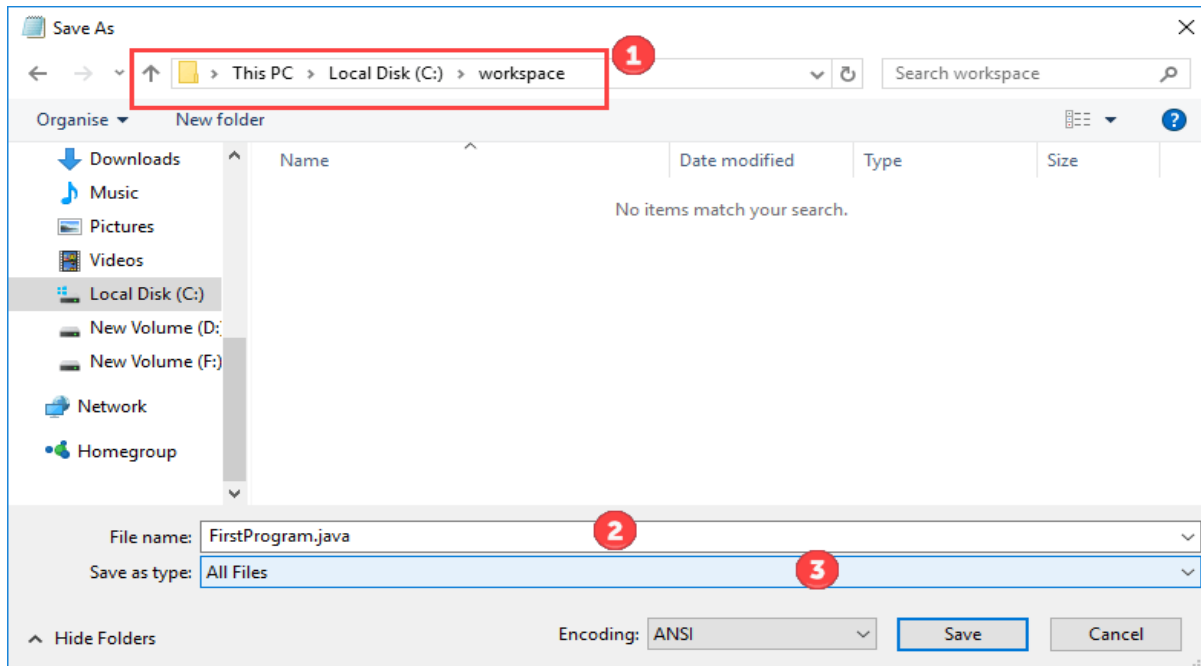 Save As
1
This PC > Local Disk (C:) > workspace
Search workspace
Organise
New folder
?
Downloads
Music
Pictures
Videos
Local Disk (C:)
New Volume (D:
New Volume (F:)
Network
Homegroup
Name
Date modified
Type
Size
No items match your search.
File name: FirstProgram.java
2
Save as type: All Files
3
Hide Folders
Encoding: ANSI
Save
Cancel